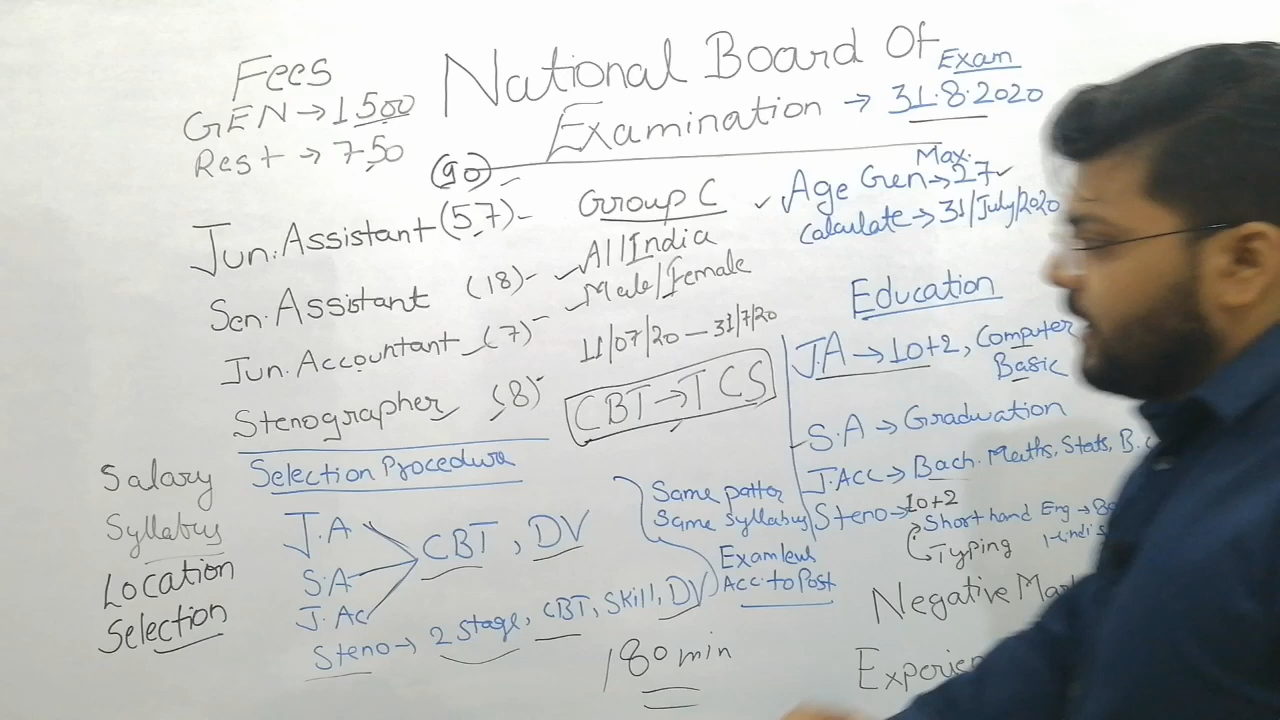 Fees
GEN → 1500
Rest → 750
National Board Of
Examination → 31.8.2020
Exam
(90)-
Jun. Assistant (57)-
Sen. Assistant (18)-
Jun. Accountant (7)-
Stenographer (8)-
Group C
All India
Male/Female
11/07/20 - 31/7/20
CBT → TCS
Max.
Age Gen → 27
Calculate → 31/July/2020
Education
J.A → 10+2, Computer
Basic
S.A → Graduation
J.Acc → Bach. Maths, Stats, B.
Steno → 10+2
Short hand Eng →
Typing
Negative
Salary
Syllabus
Location
Selection
Selection Procedure
J.A
S.A
J.Ac
CBT, DV
Steno → 2 Stage, CBT, Skill, DV
Same patter
Same syllabus
Exam
Acc. to Post
180 min